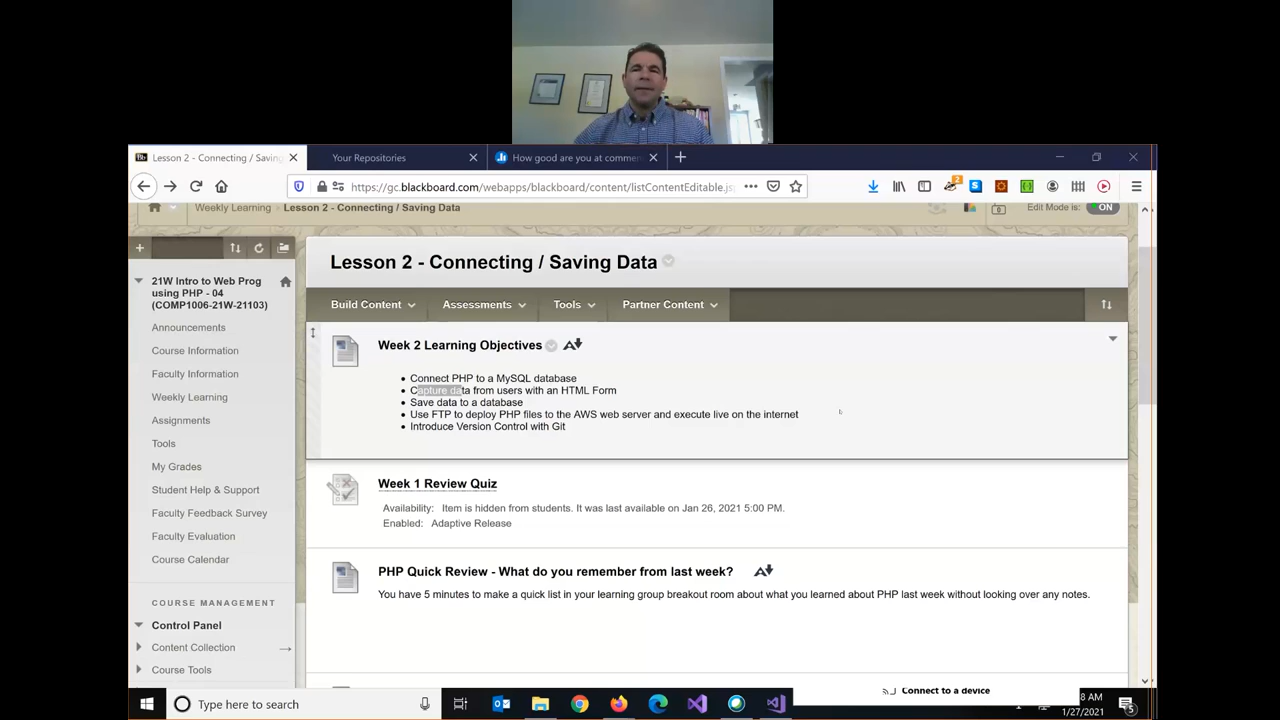 Lesson 2 - Connecting / Saving
Your Repositories
How good are you at commen
https://gc.blackboard.com/webapps/blackboard/content/listContentEditable.js
2
Weekly Learning Lesson 2 - Connecting / Saving Data
Edit Mode is: ON
21W Intro to Web Prog
using PHP - 04
(COMP1006-21W-21103)
Announcements
Course Information
Faculty Information
Weekly Learning
Assignments
Tools
My Grades
Student Help & Support
Faculty Feedback Survey
Faculty Evaluation
Course Calendar
COURSE MANAGEMENT
Control Panel
Content Collection
Course Tools
Lesson 2 - Connecting / Saving Data
Build Content
Assessments
Tools
Partner Content
Week 2 Learning Objectives
Connect PHP to a MySQL database
Capture data from users with an HTML Form
Save data to a database
Use FTP to deploy PHP files to the AWS web server and execute live on the internet
Introduce Version Control with Git
Week 1 Review Quiz
Availability: Item is hidden from students. It was last available on Jan 26, 2021 5:00 PM.
Enabled: Adaptive Release
PHP Quick Review - What do you remember from last week?
You have 5 minutes to make a quick list in your learning group breakout room about what you learned about PHP last week without looking over any notes.
Type here to search
Connect to a device
8 AM
1/27/2021
5